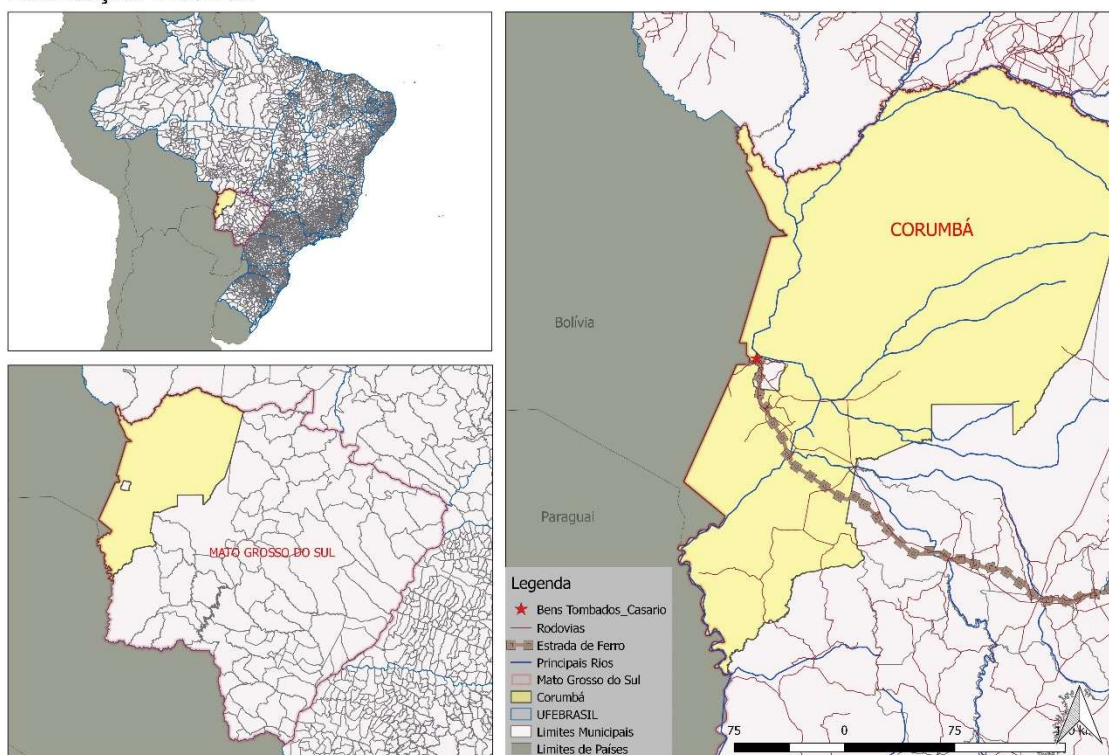 CORUMBÁ
Bolívia
Paraguai
MATO GROSSO DO SUL
Legenda
Bens Tombados_Casario
Rodovias
Estrada de Ferro
Principais Rios
Mato Grosso do Sul
Corumbá
UFEBRASIL
Limites Municipais
Limites de Países
75 0 75